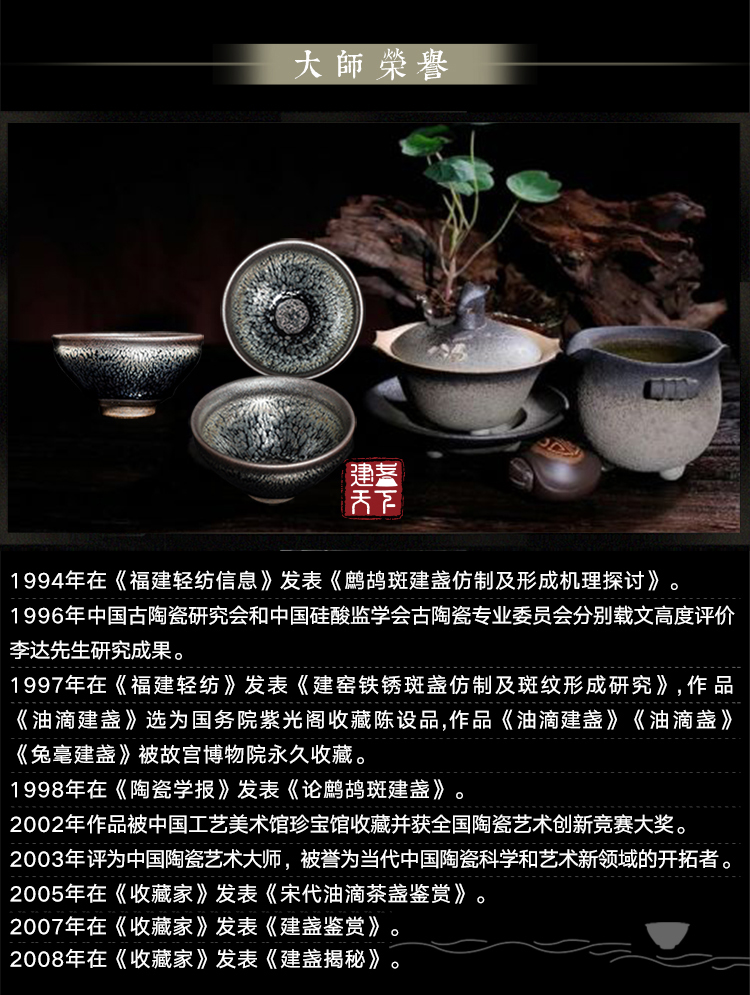 大師榮譽
建盏
天下
1994年在《福建轻纺信息》发表《鹧鸪斑建盏仿制及形成机理探讨》。
1996年中国古陶瓷研究会和中国硅酸监学会古陶瓷专业委员会分别载文高度评价
李达先生研究成果。
1997年在《福建轻纺》发表《建窑铁锈斑盏仿制及斑纹形成研究》,作品
《油滴建盏》选为国务院紫光阁收藏陈设品,作品《油滴建盏》《油滴盏》
《兔毫建盏》被故宫博物院永久收藏。
1998年在《陶瓷学报》发表《论鹧鸪斑建盏》。
2002年作品被中国工艺美术馆珍宝馆收藏并获全国陶瓷艺术创新竞赛大奖。
2003年评为中国陶瓷艺术大师，被誉为当代中国陶瓷科学和艺术新领域的开拓者。
2005年在《收藏家》发表《宋代油滴茶盏鉴赏》。
2007年在《收藏家》发表《建盏鉴赏》。
2008年在《收藏家》发表《建盏揭秘》。